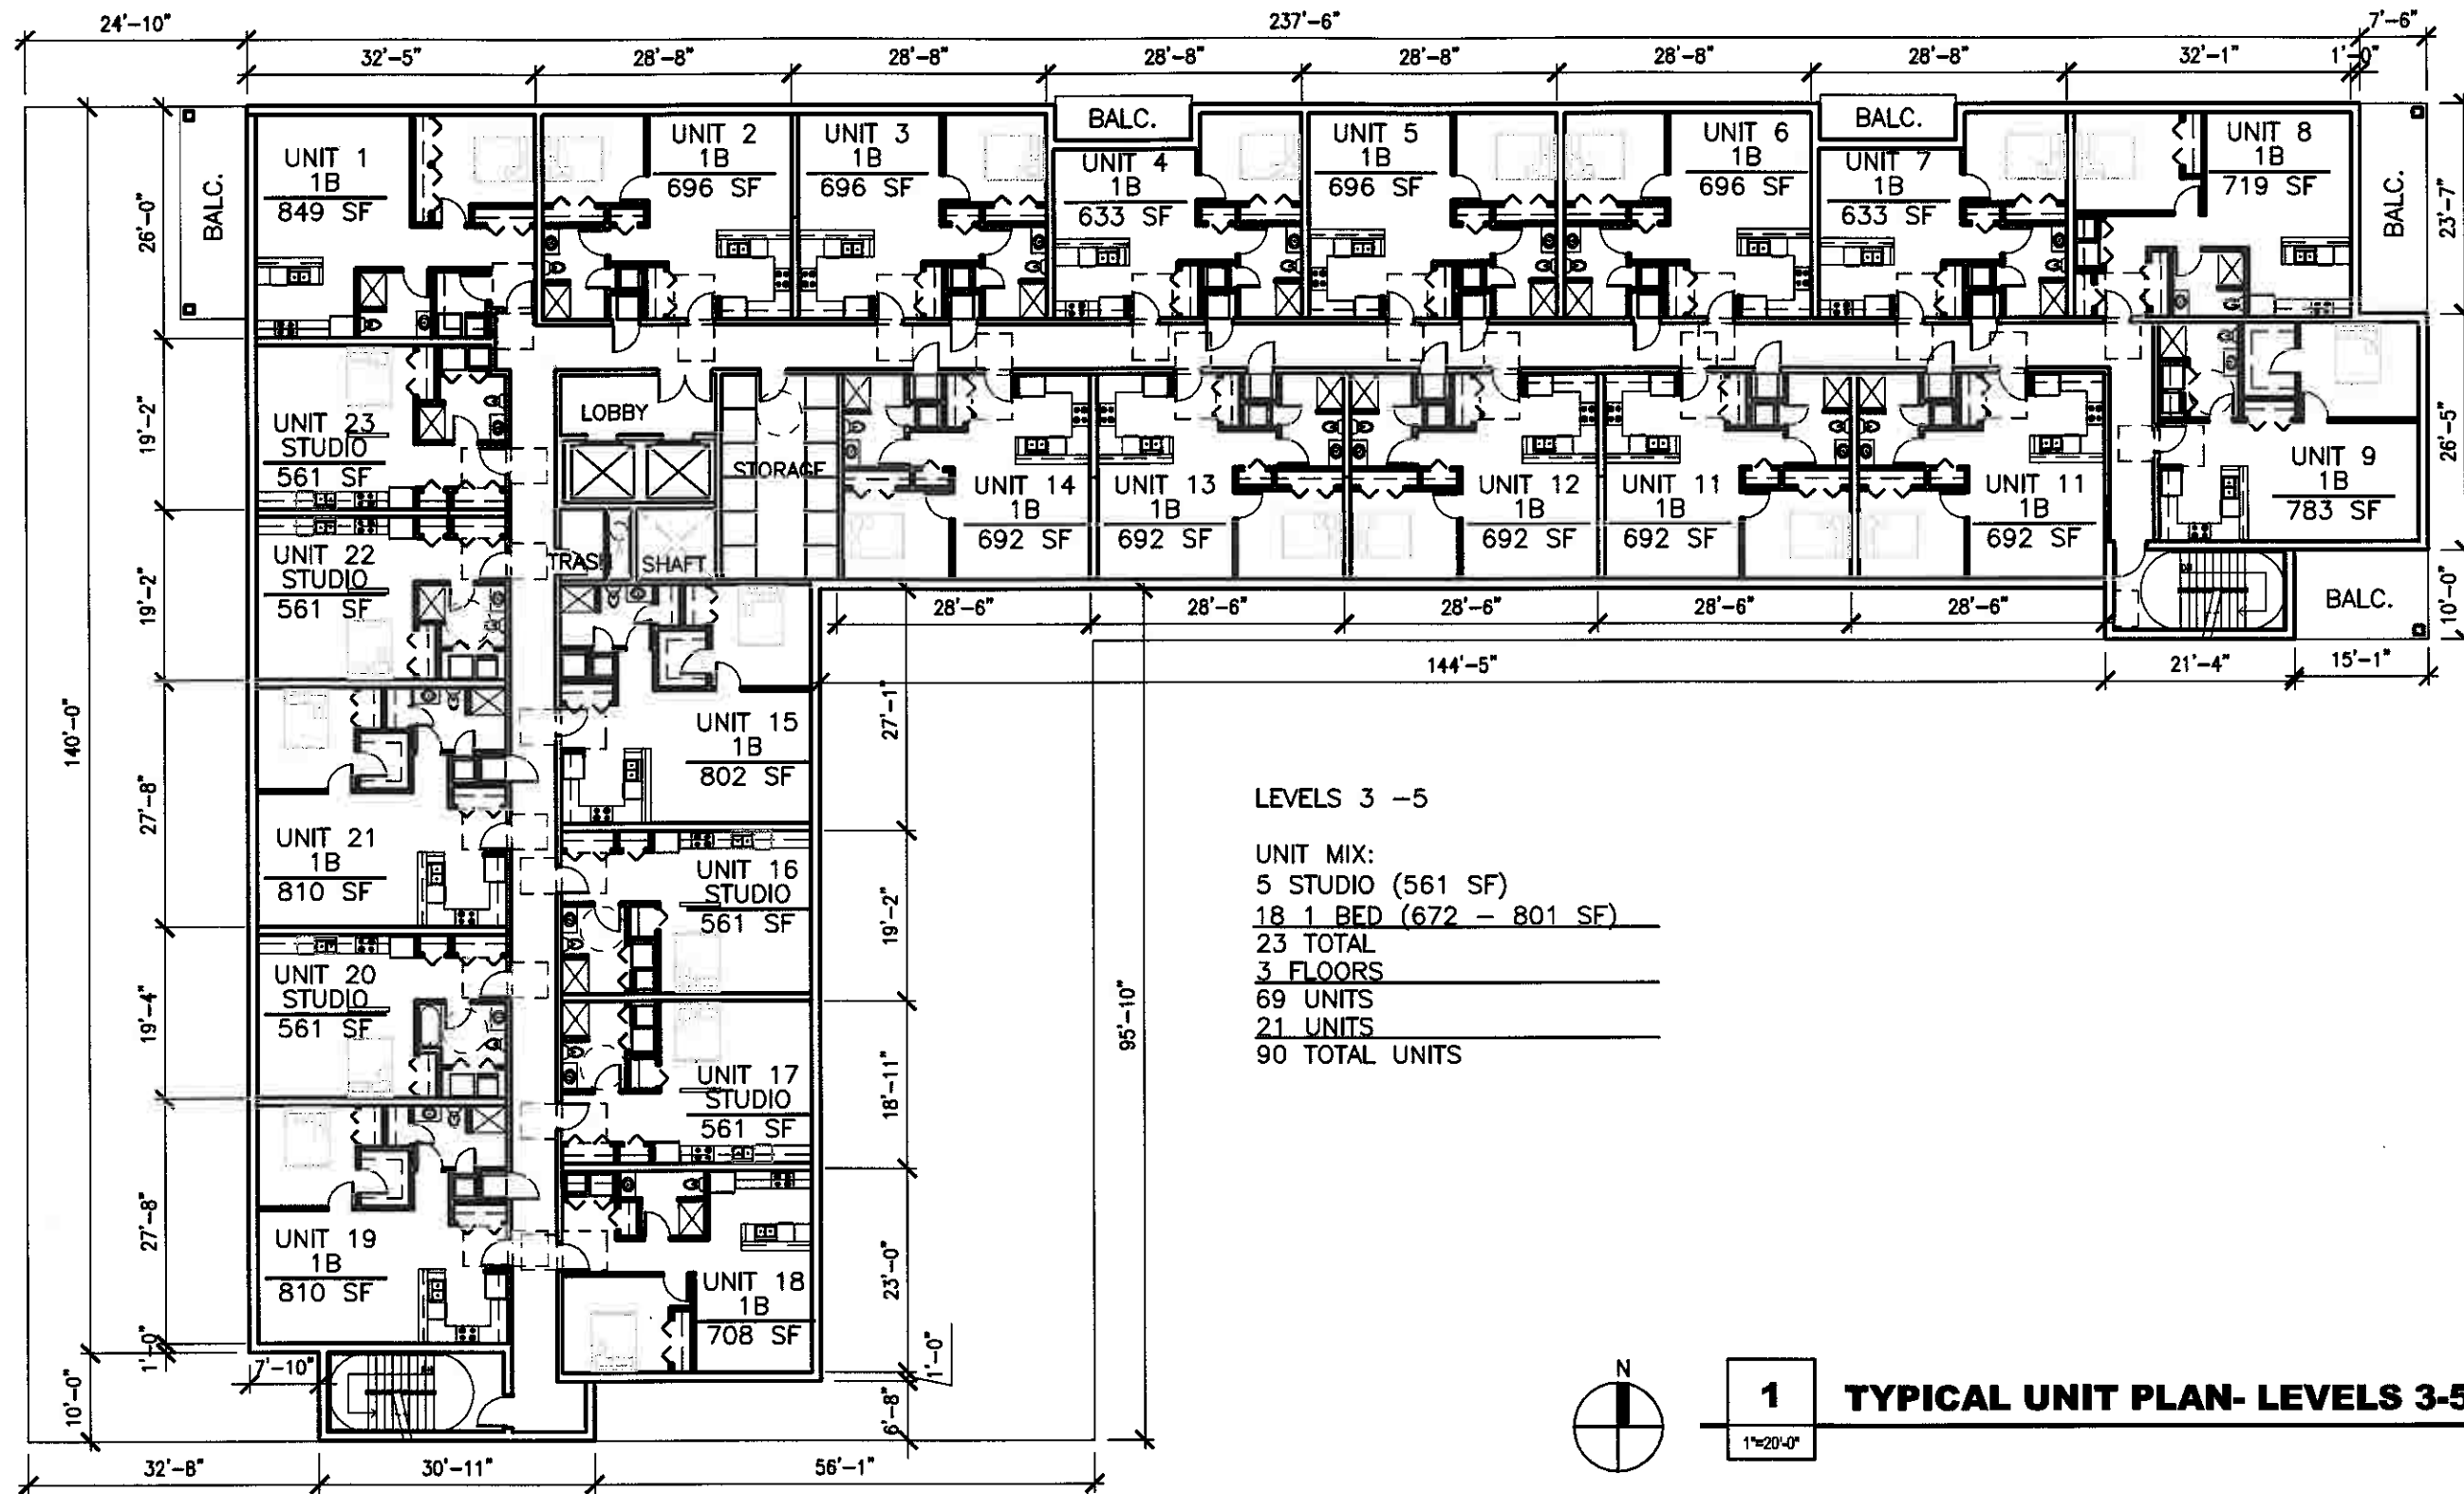 24'-10"
237'-6"
7'-6"
32'-5"
28'-8"
28'-8"
28'-8"
28'-8"
28'-8"
28'-8"
32'-1"
1'-0"
BALC.
UNIT 1
1B
849 SF
UNIT 2
1B
696 SF
UNIT 3
1B
696 SF
BALC.
UNIT 4
1B
633 SF
UNIT 5
1B
696 SF
UNIT 6
1B
696 SF
BALC.
UNIT 7
1B
633 SF
UNIT 8
1B
719 SF
BALC.
23'-7"
26'-0"
19'-2"
19'-2"
27'-8"
19'-4"
27'-8"
1'-0"
140'-0"
10'-0"
UNIT 23
STUDIO
561 SF
LOBBY
STORAGE
TRASH
SHAFT
UNIT 14
1B
692 SF
UNIT 13
1B
692 SF
UNIT 12
1B
692 SF
UNIT 11
1B
692 SF
UNIT 11
1B
692 SF
UNIT 9
1B
783 SF
26'-5"
BALC.
10'-0"
28'-6"
28'-6"
28'-6"
28'-6"
28'-6"
144'-5"
21'-4"
15'-1"
UNIT 22
STUDIO
561 SF
UNIT 15
1B
802 SF
UNIT 21
1B
810 SF
UNIT 16
STUDIO
561 SF
UNIT 20
STUDIO
561 SF
UNIT 17
STUDIO
561 SF
UNIT 19
1B
810 SF
UNIT 18
1B
708 SF
27'-1"
19'-2"
18'-11"
23'-0"
1'-0"
6'-8"
95'-10"
7'-10"
32'-8"
30'-11"
56'-1"
LEVELS 3 -5
UNIT MIX:
5 STUDIO (561 SF)
18 1 BED (672 - 801 SF)
23 TOTAL
3 FLOORS
69 UNITS
21 UNITS
90 TOTAL UNITS
N
1
1"=20'-0"
TYPICAL UNIT PLAN- LEVELS 3-5